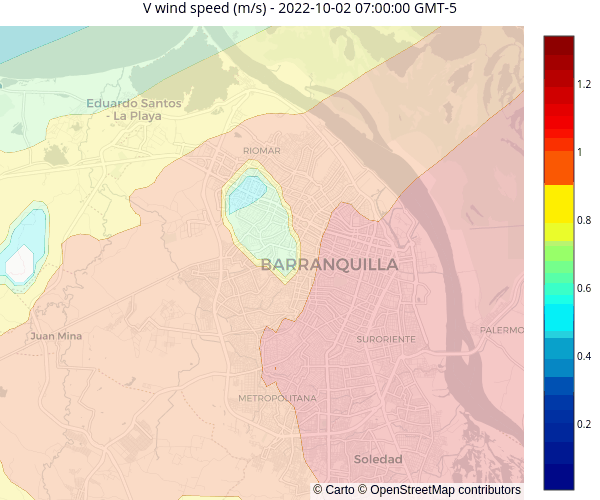 V wind speed (m/s) - 2022-10-02 07:00:00 GMT-5
Eduardo Santos
- La Playa
RIOMAR
BARRANQUILLA
Juan Mina
SURORIENTE
PALERMO
METROPOLITANA
Soledad
© Carto © OpenStreetMap contributors
1.2
1
0.8
0.6
0.4
0.2